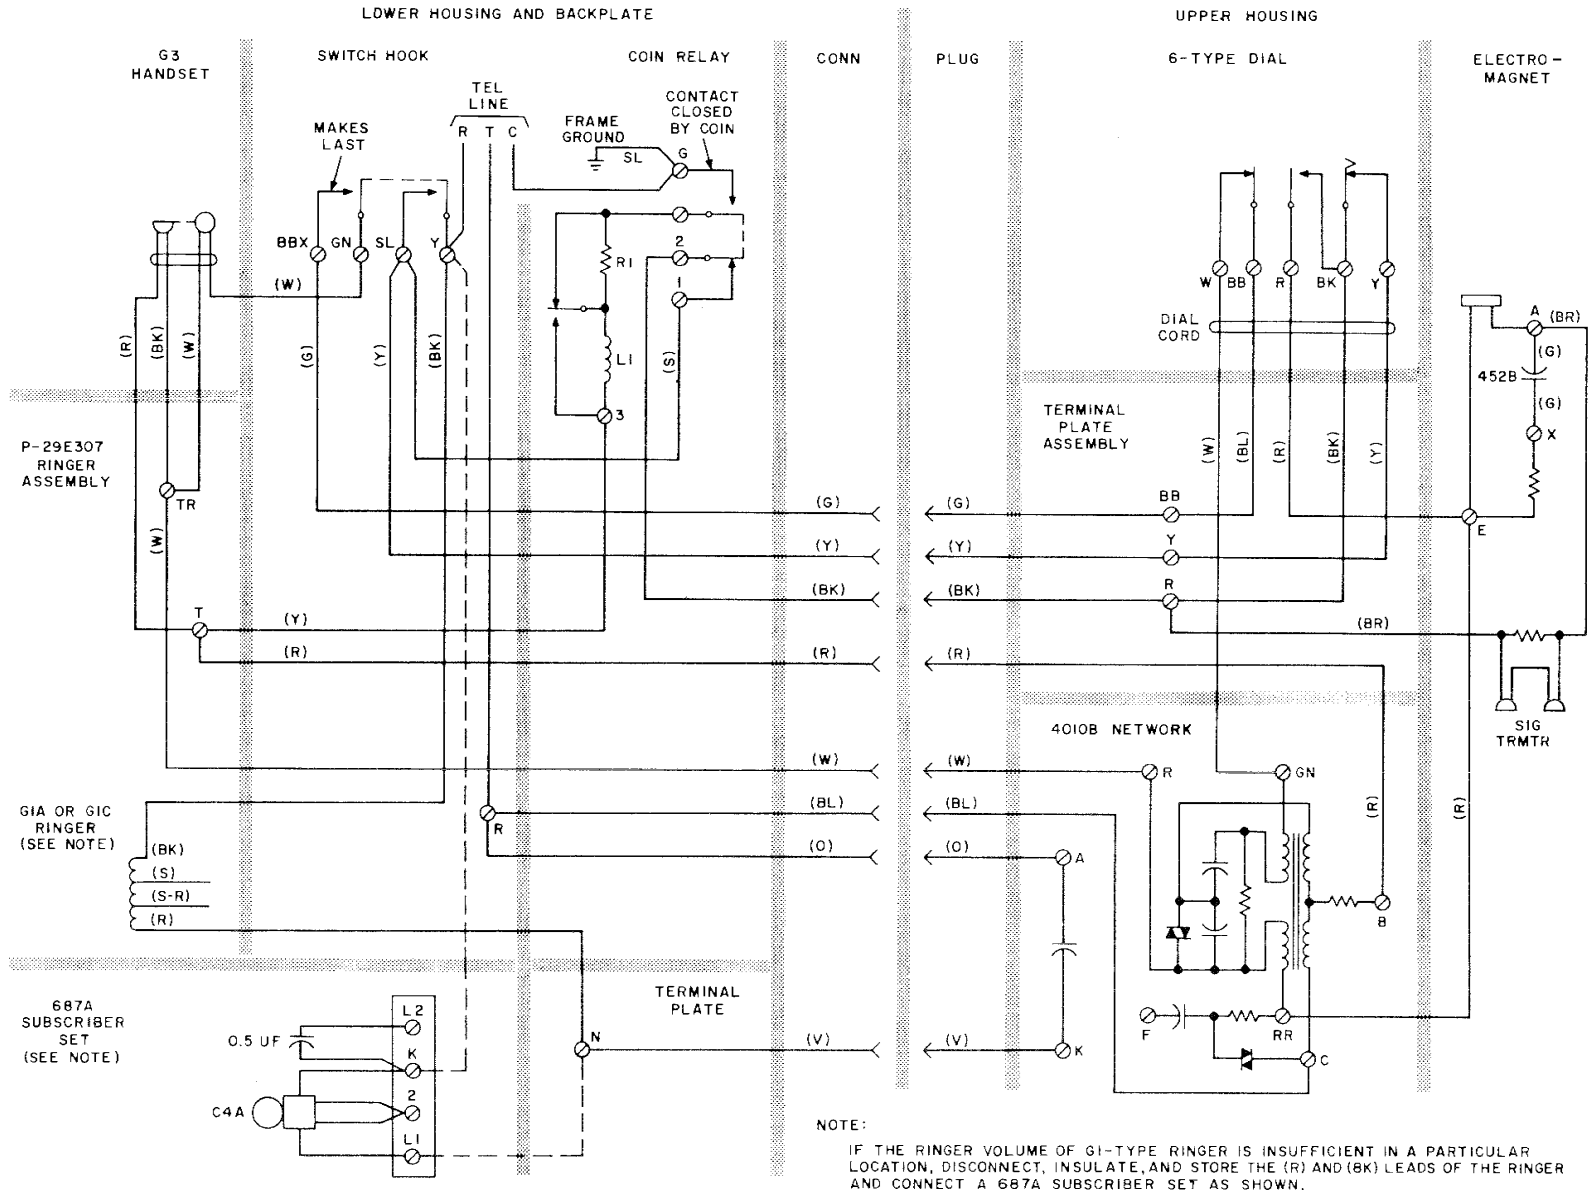 LOWER HOUSING AND BACKPLATE
UPPER HOUSING
G3
HANDSET
SWITCH HOOK
COIN RELAY
CONN
PLUG
6-TYPE DIAL
ELECTRO-
MAGNET
TEL
LINE
R T C
MAKES
LAST
FRAME
GROUND
SL
G
CONTACT
CLOSED
BY COIN
BBX
GN
SL
Y
2
1
R1
L1
3
(W)
(R)
(BK)
(W)
(G)
(Y)
(BK)
(S)
W
BB
R
BK
Y
DIAL
CORD
A
(BR)
(G)
452B
(G)
X
P-29E307
RINGER
ASSEMBLY
TR
(W)
TERMINAL
PLATE
ASSEMBLY
(W)
(BL)
(R)
(BK)
(Y)
(G)
(G)
BB
E
(Y)
(Y)
Y
(BK)
(BK)
R
T
(Y)
(BR)
(R)
(R)
(R)
SIG
TRMTR
4010B NETWORK
(W)
(W)
R
GN
(R)
(R)
G1A OR G1C
RINGER
(SEE NOTE)
R
(BL)
(BL)
(O)
(O)
A
(BK)
(S)
(S-R)
(R)
B
687A
SUBSCRIBER
SET
(SEE NOTE)
TERMINAL
PLATE
L2
0.5 UF
K
2
C4A
L1
N
(V)
(V)
K
F
RR
C
NOTE:
IF THE RINGER VOLUME OF G1-TYPE RINGER IS INSUFFICIENT IN A PARTICULAR
LOCATION, DISCONNECT, INSULATE, AND STORE THE (R) AND (BK) LEADS OF THE RINGER
AND CONNECT A 687A SUBSCRIBER SET AS SHOWN.